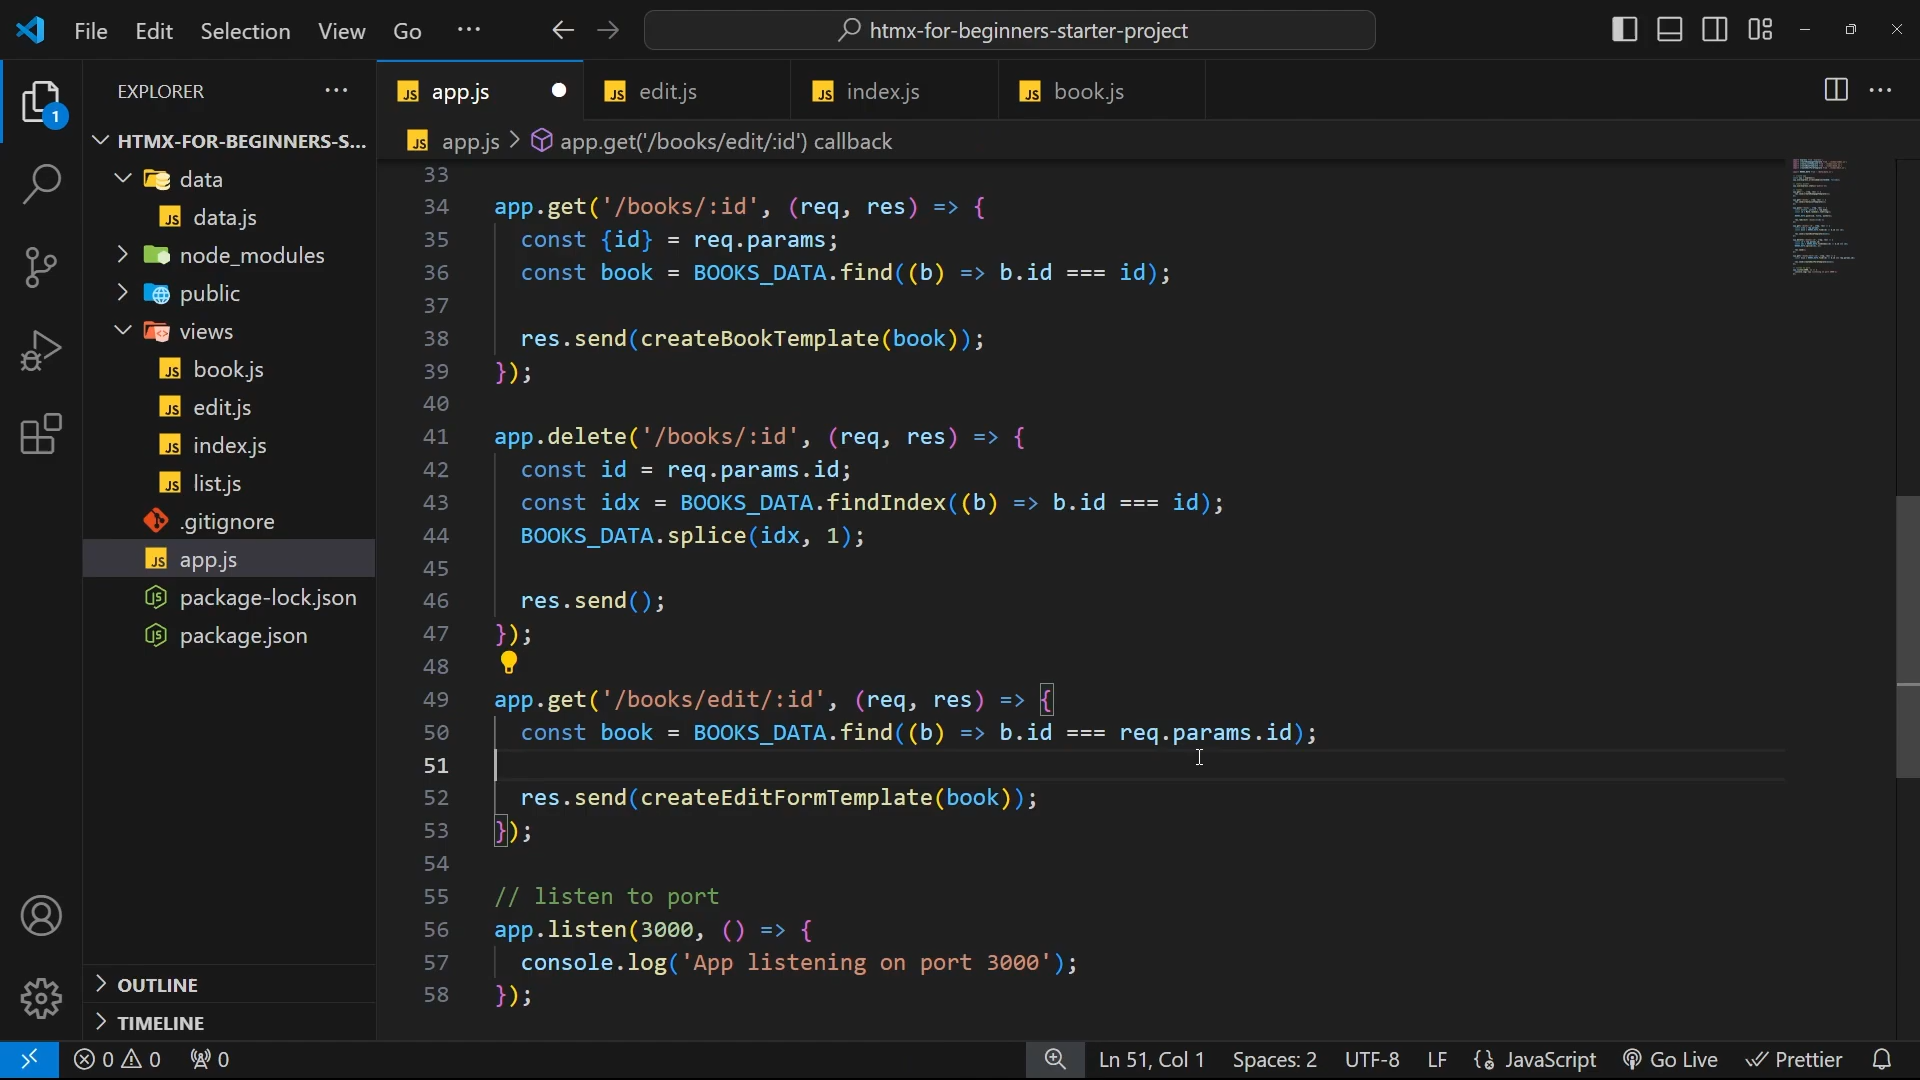 File Edit Selection View Go ··· htmx-for-beginners-starter-project
EXPLORER ···
HTMX-FOR-BEGINNERS-S...
data
JS data.js
node_modules
public
views
JS book.js
JS edit.js
JS index.js
JS list.js
.gitignore
JS app.js
package-lock.json
package.json
OUTLINE
TIMELINE
1
JS app.js
JS edit.js
JS index.js
JS book.js
JS app.js > app.get('/books/edit/:id') callback
33
34 app.get('/books/:id', (req, res) => {
35 const {id} = req.params;
36 const book = BOOKS_DATA.find((b) => b.id === id);
37
38 res.send(createBookTemplate(book));
39 });
40
41 app.delete('/books/:id', (req, res) => {
42 const id = req.params.id;
43 const idx = BOOKS_DATA.findIndex((b) => b.id === id);
44 BOOKS_DATA.splice(idx, 1);
45
46 res.send();
47 });
48
49 app.get('/books/edit/:id', (req, res) => {
50 const book = BOOKS_DATA.find((b) => b.id === req.params.id);
51
52 res.send(createEditFormTemplate(book));
53 });
54
55 // listen to port
56 app.listen(3000, () => {
57 console.log('App listening on port 3000');
58 });
0 0 0 Ln 51, Col 1 Spaces: 2 UTF-8 LF JavaScript Go Live Prettier